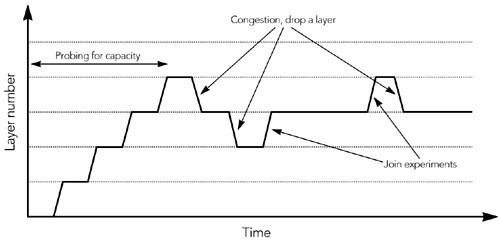 Congestion, drop a layer
Probing for capacity
Layer number
Join experiments
Time